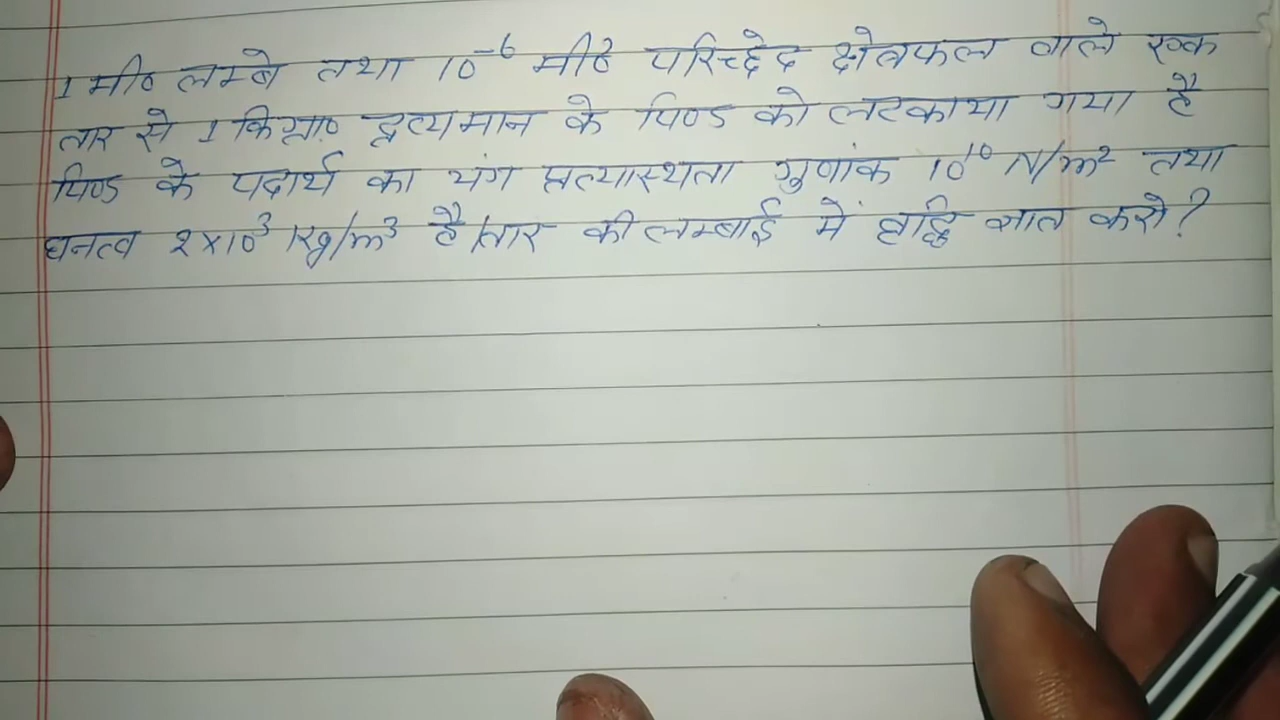 1 मी० लम्बे तथा 10⁻⁶ मी०² परिच्छेद क्षेत्रफल वाले एक
तार से 1 किग्रा० द्रव्यमान के पिण्ड को लटकाया गया है
पिण्ड के पदार्थ का यंग प्रत्यास्थता गुणांक 10¹⁰ N/m² तथा
घनत्व 2×10³ Kg/m³ है। तार की लम्बाई में वृद्धि ज्ञात करो?